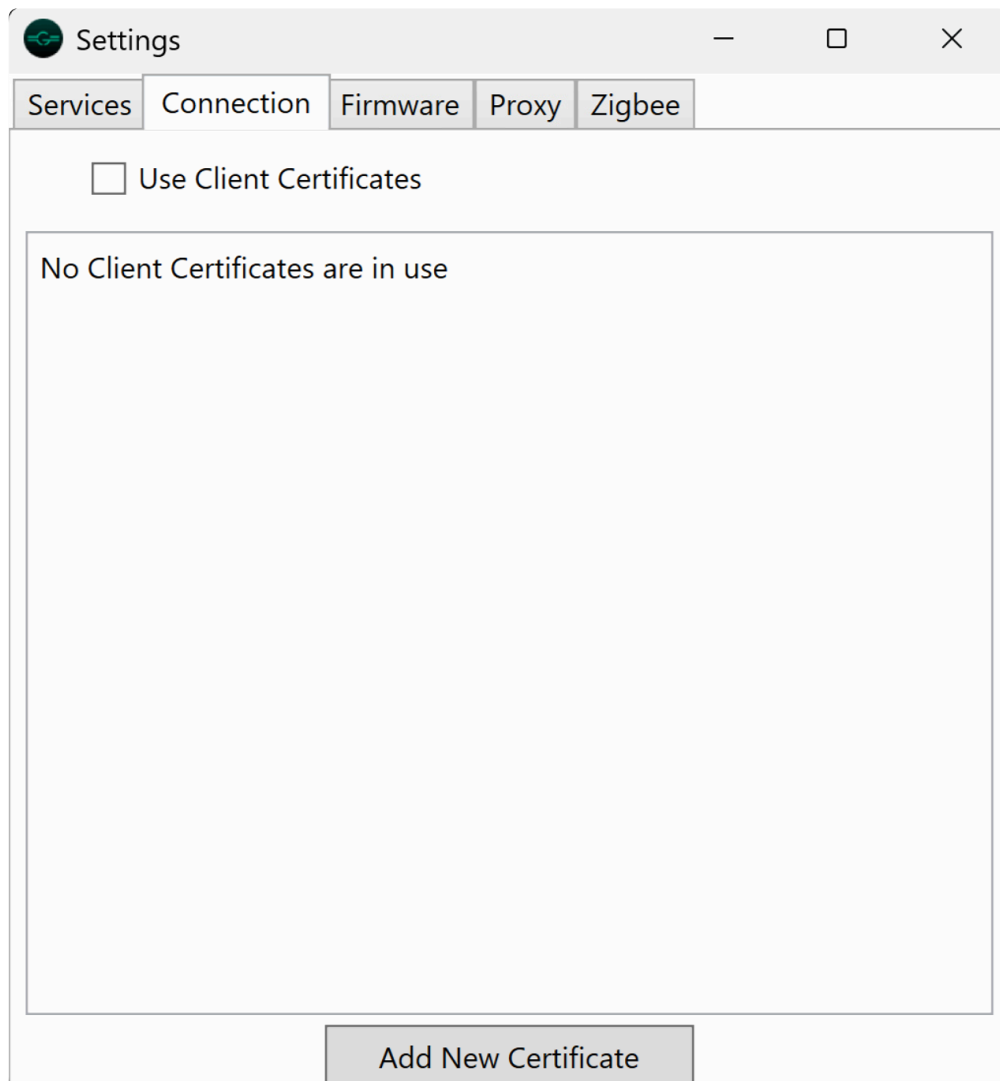 Settings
Services Connection Firmware Proxy Zigbee
Use Client Certificates
No Client Certificates are in use
Add New Certificate